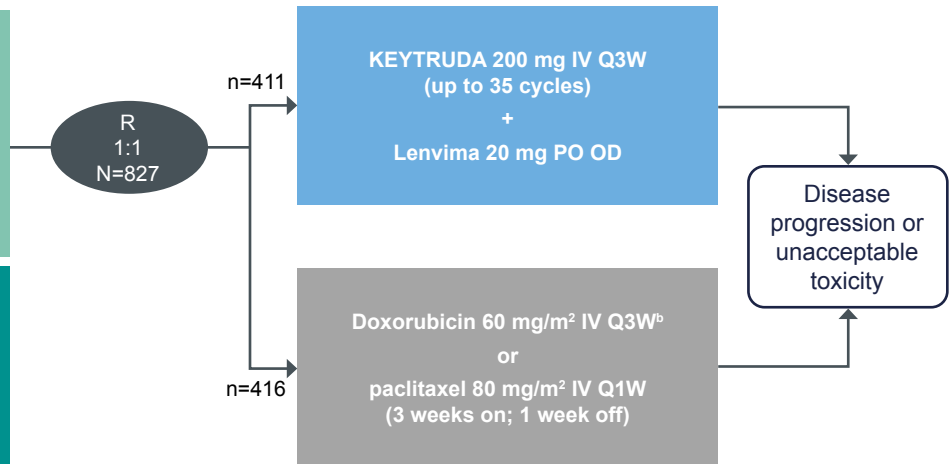 R
1:1
N=827
n=411
KEYTRUDA 200 mg IV Q3W
(up to 35 cycles)
+
Lenvima 20 mg PO OD
n=416
Doxorubicin 60 mg/m² IV Q3Wᵇ
or
paclitaxel 80 mg/m² IV Q1W
(3 weeks on; 1 week off)
Disease
progression or
unacceptable
toxicity